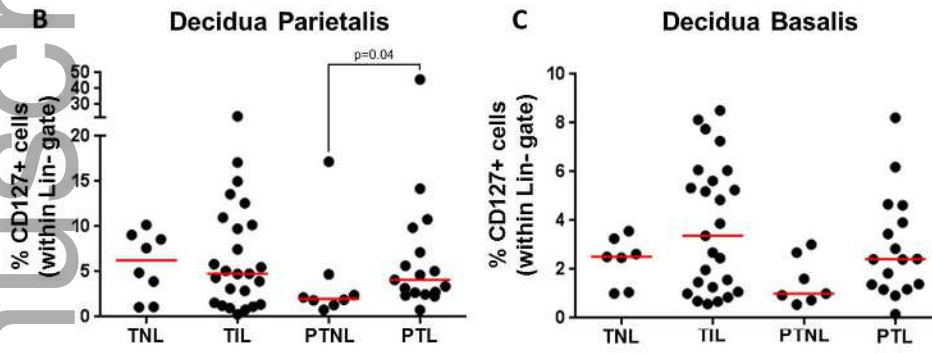 B
Decidua Parietalis
p=0.04
% CD127+ cells
(within Lin- gate)
50
40
30
20
15
10
5
0
TNL
TIL
PTNL
PTL
C
Decidua Basalis
% CD127+ cells
(within Lin- gate)
10
8
6
4
2
0
TNL
TIL
PTNL
PTL